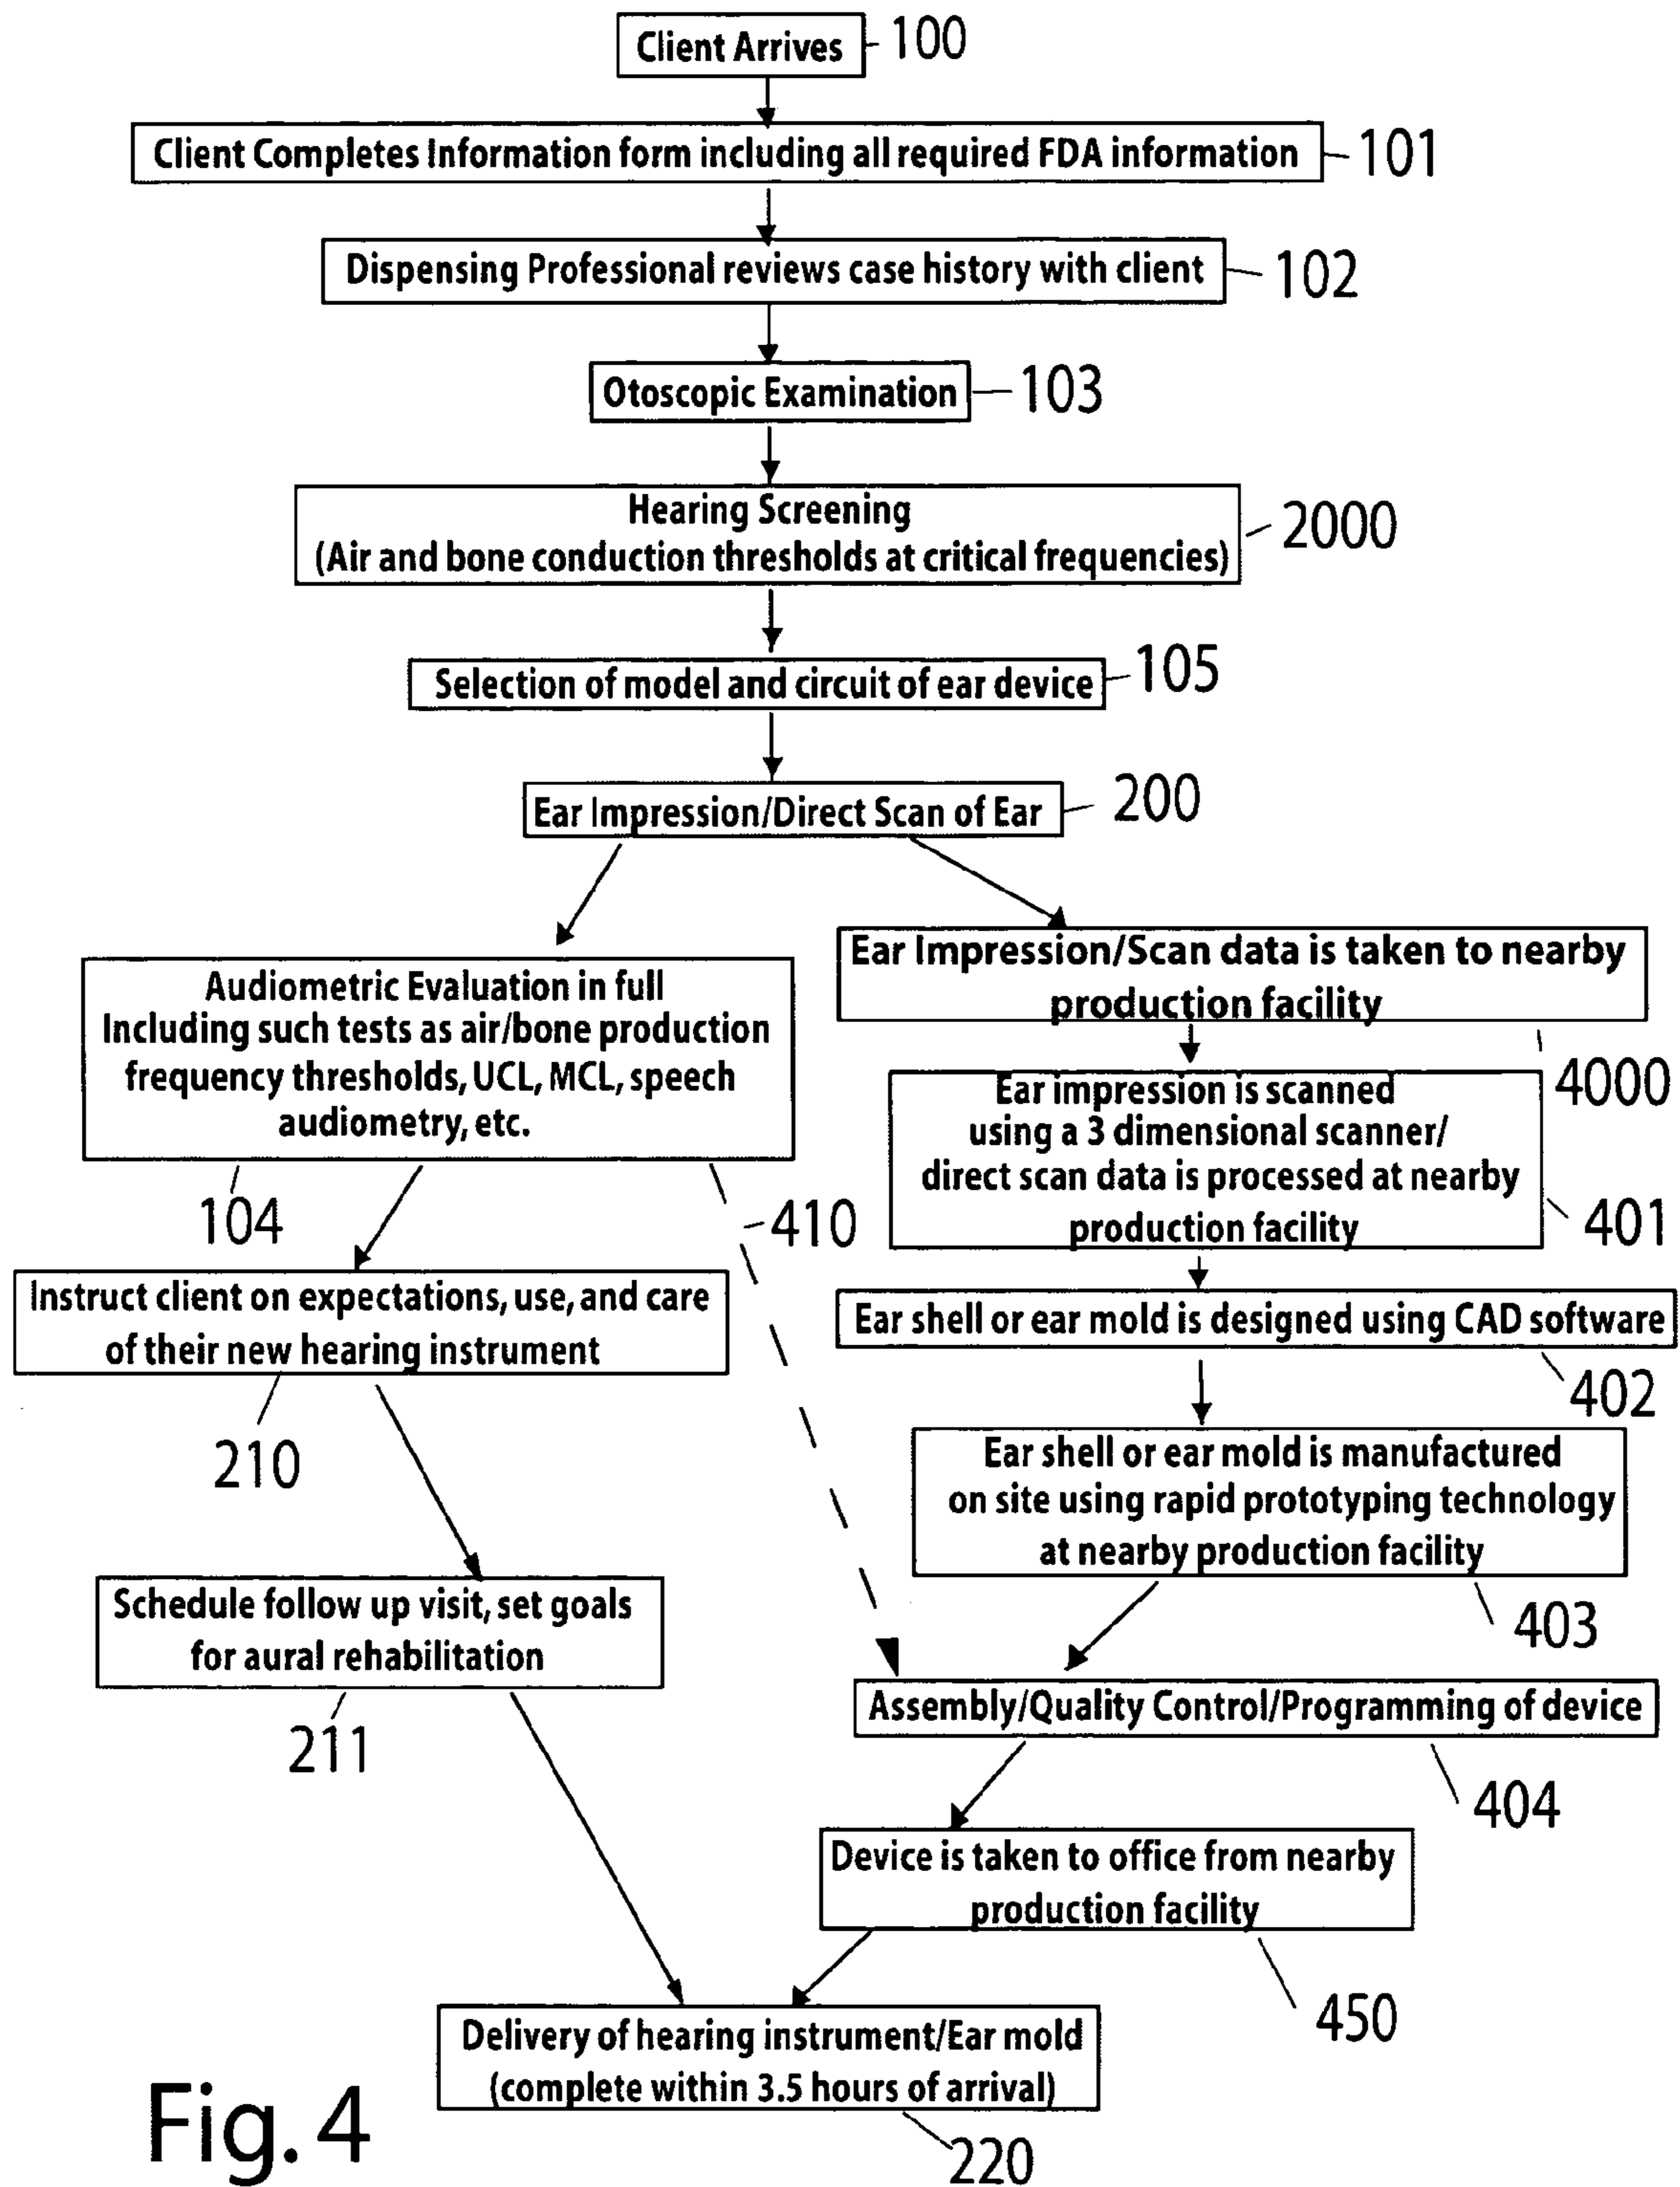 Client Arrives
100
Client Completes Information form including all required FDA information
101
Dispensing Professional reviews case history with client
102
Otoscopic Examination
103
Hearing Screening
(Air and bone conduction thresholds at critical frequencies)
2000
Selection of model and circuit of ear device
105
Ear Impression/Direct Scan of Ear
200
Audiometric Evaluation in full
Including such tests as air/bone production
frequency thresholds, UCL, MCL, speech
audiometry, etc.
104
410
Instruct client on expectations, use, and care
of their new hearing instrument
210
Schedule follow up visit, set goals
for aural rehabilitation
211
Ear Impression/Scan data is taken to nearby
production facility
4000
Ear impression is scanned
using a 3 dimensional scanner/
direct scan data is processed at nearby
production facility
401
Ear shell or ear mold is designed using CAD software
402
Ear shell or ear mold is manufactured
on site using rapid prototyping technology
at nearby production facility
403
Assembly/Quality Control/Programming of device
404
Device is taken to office from nearby
production facility
450
Delivery of hearing instrument/Ear mold
(complete within 3.5 hours of arrival)
220
Fig. 4